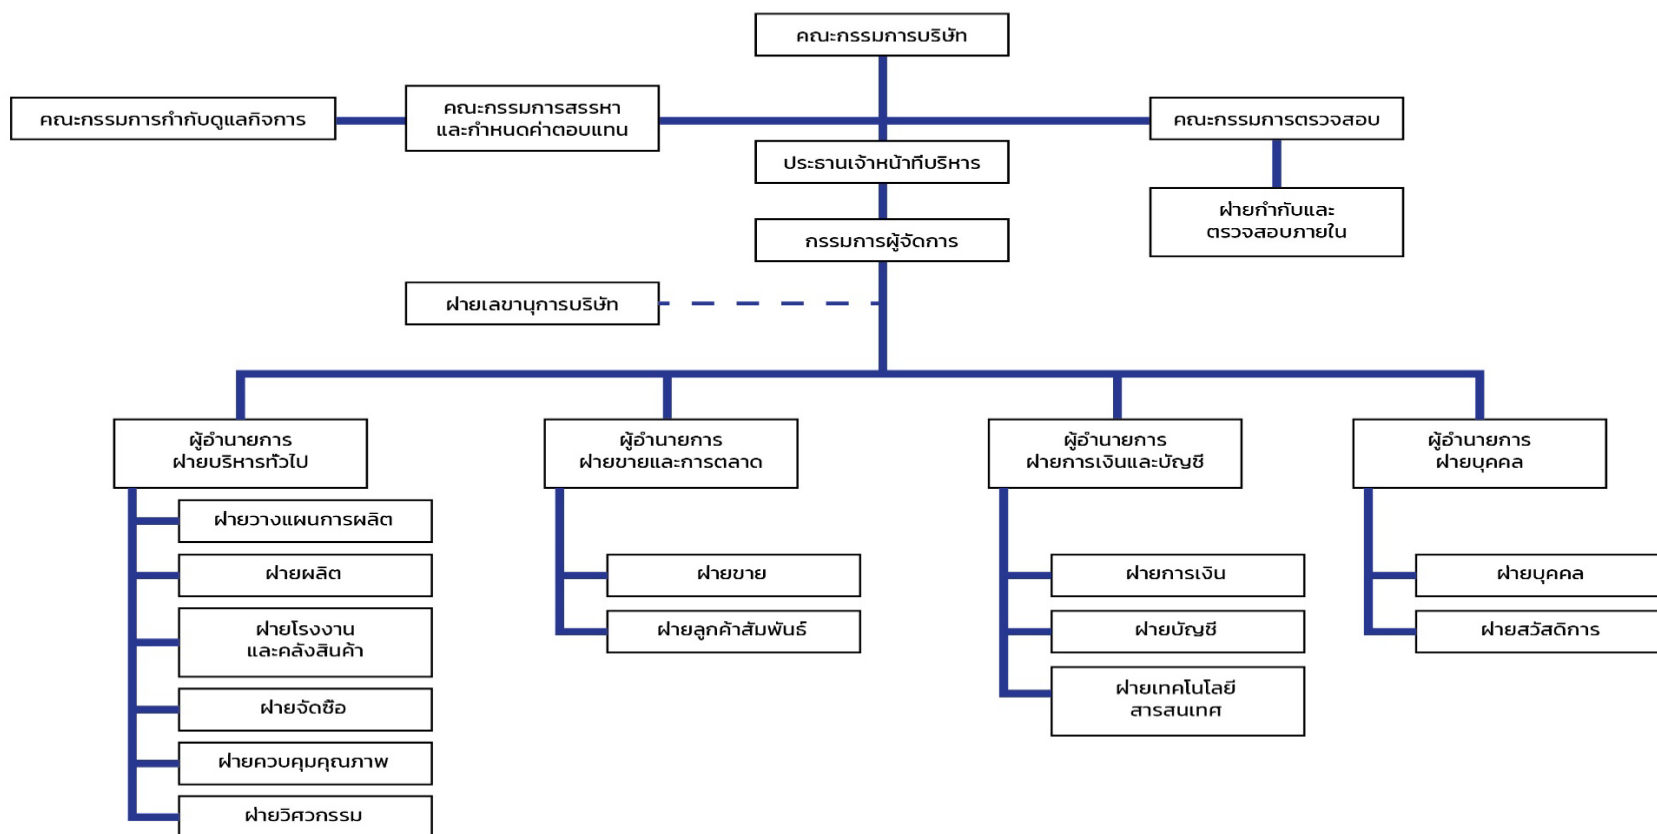 คณะกรรมการบริษัท
คณะกรรมการกำกับดูแลกิจการ
คณะกรรมการสรรหา
และกำหนดค่าตอบแทน
คณะกรรมการตรวจสอบ
ประธานเจ้าหน้าที่บริหาร
ฝ่ายกำกับและ
ตรวจสอบภายใน
กรรมการผู้จัดการ
ฝ่ายเลขานุการบริษัท
ผู้อำนายการ
ฝ่ายบริหารทั่วไป
ผู้อำนายการ
ฝ่ายขายและการตลาด
ผู้อำนายการ
ฝ่ายการเงินและบัญชี
ผู้อำนายการ
ฝ่ายบุคคล
ฝ่ายวางแผนการผลิต
ฝ่ายผลิต
ฝ่ายโรงงาน
และคลังสินค้า
ฝ่ายจัดซื้อ
ฝ่ายควบคุมคุณภาพ
ฝ่ายวิศวกรรม
ฝ่ายขาย
ฝ่ายลูกค้าสัมพันธ์
ฝ่ายการเงิน
ฝ่ายบัญชี
ฝ่ายเทคโนโลยี
สารสนเทศ
ฝ่ายบุคคล
ฝ่ายสวัสดิการ